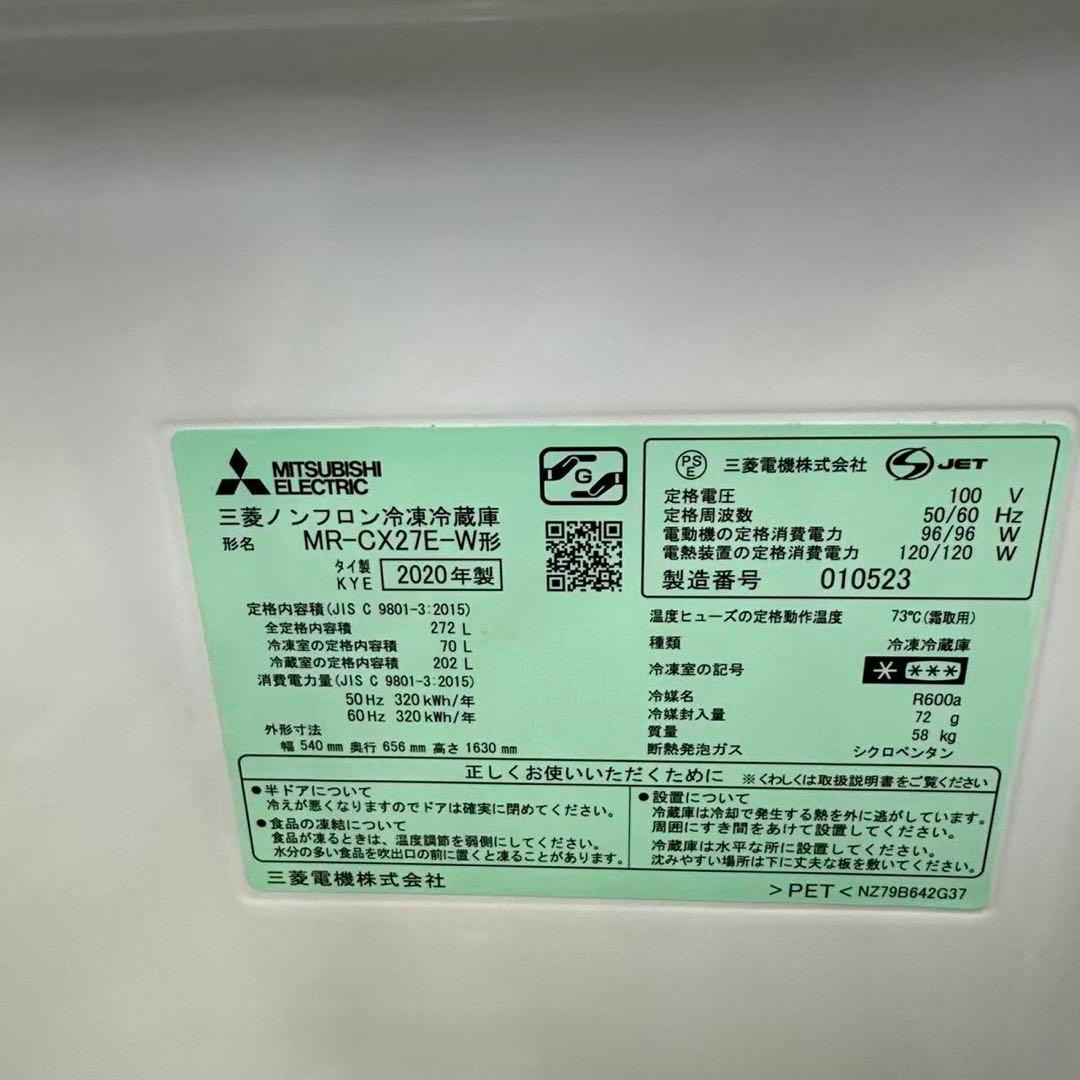 MITSUBISHI
ELECTRIC
三菱ノンフロン冷凍冷蔵庫
形名 MR-CX27E-W形
タイ製
KYE 2020年製
G
PSE 三菱電機株式会社 JET
定格電圧 100 V
定格周波数 50/60 Hz
電動機の定格消費電力 96/96 W
電熱装置の定格消費電力 120/120 W
製造番号 010523
定格内容積(JIS C 9801-3:2015)
全定格内容積 272 L
冷凍室の定格内容積 70 L
冷蔵室の定格内容積 202 L
消費電力量(JIS C 9801-3:2015)
50Hz 320kWh/年
60Hz 320kWh/年
外形寸法
幅 540mm 奥行 656mm 高さ 1630mm
温度ヒューズの定格動作温度 73℃(霜取用)
種類 冷凍冷蔵庫
冷凍室の記号 * ***
冷媒名 R600a
冷媒封入量 72 g
質量 58 kg
断熱発泡ガス シクロペンタン
正しくお使いいただくために ※くわしくは取扱説明書をご覧ください
●半ドアについて
冷えが悪くなりますのでドアは確実に閉めてください。
●食品の凍結について
食品が凍るときは、温度調節を弱側にしてください。
水分の多い食品を吹出口の前に置くと凍ることがあります。
●設置について
冷蔵庫は冷却で発生する熱を外に逃がしています。
周囲にすき間をあけて設置してください。
冷蔵庫は水平な所に設置してください。
沈みやすい場所は下に丈夫な板を敷いてください。
三菱電機株式会社
>PET< NZ79B642G37